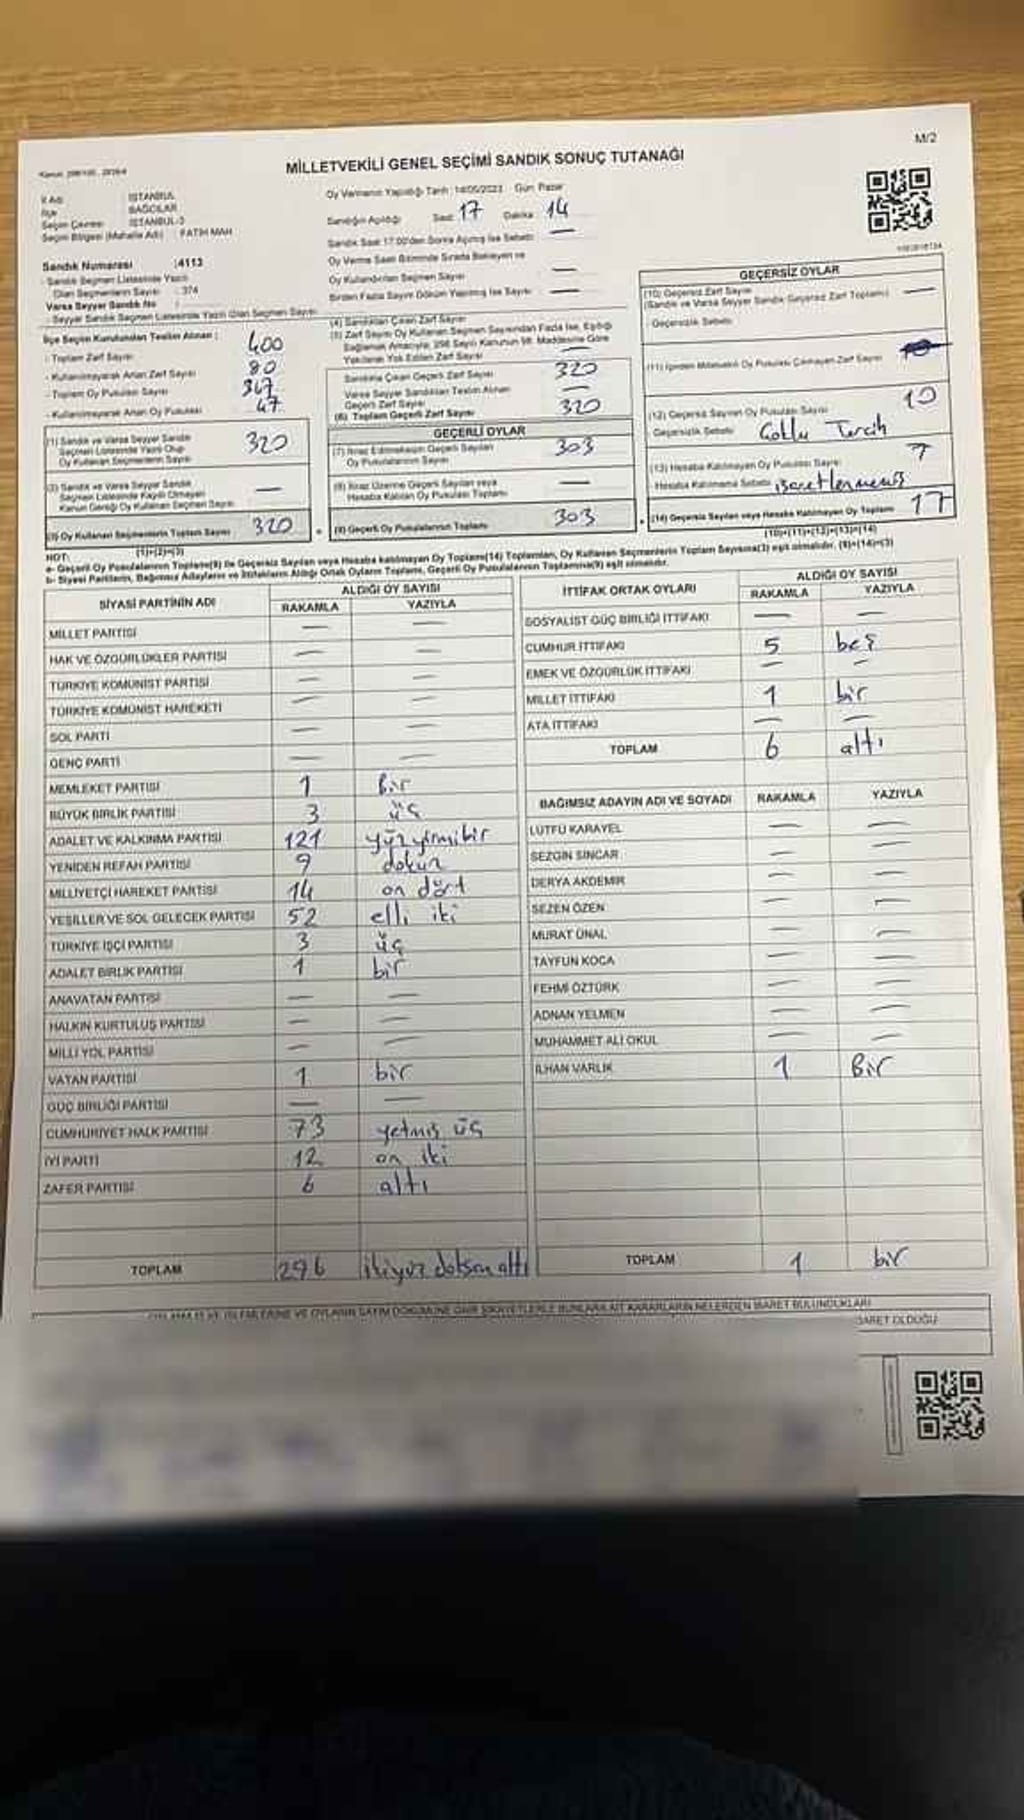 M/2
MİLLETVEKİLİ GENEL SEÇİMİ SANDIK SONUÇ TUTANAĞI
İl Adı : İSTANBUL
İlçe : BAĞCILAR
Seçim Çevresi : İSTANBUL-3
Seçim Bölgesi (Mahalle Adı) : FATİH MAH
Sandık Numarası :4113
Sandık Seçmen Listesinde Yazılı
Olan Seçmenlerin Sayısı : 374
Varsa Seyyar Sandık No :
Seyyar Sandık Seçmen Listesinde Yazılı Olan Seçmen Sayısı :
Oy Vermenin Yapıldığı Tarih : 14/05/2023 Gün: Pazar
Sandığın Açıldığı Saat: 17 Dakika: 14
Sandık Saat 17:00'den Sonra Açılmış İse Sebebi: —
Oy Verme Saati Bitiminde Sırada Bekleyen ve
Oy Kullandırılan Seçmen Sayısı —
Birden Fazla Sayım Döküm Yapılmış İse Sayısı : —
İlçe Seçim Kurulundan Teslim Alınan :
- Toplam Zarf Sayısı 400
- Kullanılmayarak Artan Zarf Sayısı 80
- Toplam Oy Pusulası Sayısı 367
- Kullanılmayarak Artan Oy Pusulası 47
(1) Sandık ve Varsa Seyyar Sandık
Seçmen Listesinde Yazılı Olup
Oy Kullanan Seçmenlerin Sayısı 320
(2) Sandık ve Varsa Seyyar Sandık
Seçmen Listesinde Kayıtlı Olmayan
Kanun Gereği Oy Kullanan Seçmen Sayısı —
(3) Oy Kullanan Seçmenlerin Toplam Sayısı 320
(1)+(2)=(3)
(4) Sandıktan Çıkan Zarf Sayısı
(5) Zarf Sayısı Oy Kullanan Seçmen Sayısından Fazla İse, Eşitliği
Sağlamak Amacıyla, 298 Sayılı Kanunun 98. Maddesine Göre
Yakılarak Yok Edilen Zarf Sayısı —
Sandıkta Çıkan Geçerli Zarf Sayısı 320
Varsa Seyyar Sandıktan Teslim Alınan
Geçerli Zarf Sayısı —
(6) Toplam Geçerli Zarf Sayısı 320
GEÇERLİ OYLAR
(7) İtiraz Edilmeksizin Geçerli Sayılan
Oy Pusulalarının Sayısı 303
(8) İtiraz Üzerine Geçerli Sayılan veya
Hesaba Katılan Oy Pusulası Toplamı —
(9) Geçerli Oy Pusulalarının Toplamı 303
GEÇERSİZ OYLAR
(10) Geçersiz Zarf Sayısı
(Sandık ve Varsa Seyyar Sandık Geçersiz Zarf Toplamı) —
Geçersizlik Sebebi:
(11) İçinden Milletvekili Oy Pusulası Çıkmayan Zarf Sayısı
(12) Geçersiz Sayılan Oy Pusulası Sayısı 10
Geçersizlik Sebebi: Çoklu Tercih
(13) Hesaba Katılmayan Oy Pusulası Sayısı 7
Hesaba Katılmama Sebebi: işaretlenmemiş
(14) Geçersiz Sayılan veya Hesaba Katılmayan Oy Toplamı 17
(10)+(11)+(12)+(13)=(14)
NOT:
a- Geçerli Oy Pusulalarının Toplamı(9) ile Geçersiz Sayılan veya Hesaba katılmayan Oy Toplamı(14) Toplamları, Oy Kullanan Seçmenlerin Toplam Sayısına(3) eşit olmalıdır. (9)+(14)=(3)
b- Siyasi Partilerin, Bağımsız Adayların ve İttifakların Aldığı Ortak Oyların Toplamı, Geçerli Oy Pusulalarının Toplamına(9) eşit olmalıdır.
SİYASİ PARTİNİN ADI ALDIĞI OY SAYISI
RAKAMLA YAZIYLA
MİLLET PARTİSİ — —
HAK VE ÖZGÜRLÜKLER PARTİSİ — —
TÜRKİYE KOMÜNİST PARTİSİ — —
TÜRKİYE KOMÜNİST HAREKETİ — —
SOL PARTİ — —
GENÇ PARTİ — —
MEMLEKET PARTİSİ 1 Bir
BÜYÜK BİRLİK PARTİSİ 3 üç
ADALET VE KALKINMA PARTİSİ 121 yüzyirmibir
YENİDEN REFAH PARTİSİ 9 dokuz
MİLLİYETÇİ HAREKET PARTİSİ 14 on dört
YEŞİLLER VE SOL GELECEK PARTİSİ 52 elli iki
TÜRKİYE İŞÇİ PARTİSİ 3 üç
ADALET BİRLİK PARTİSİ 1 bir
ANAVATAN PARTİSİ — —
HALKIN KURTULUŞ PARTİSİ — —
MİLLİ YOL PARTİSİ — —
VATAN PARTİSİ 1 bir
GÜÇ BİRLİĞİ PARTİSİ — —
CUMHURİYET HALK PARTİSİ 73 yetmiş üç
İYİ PARTİ 12 on iki
ZAFER PARTİSİ 6 altı
TOPLAM 296 ikiyüz doksan altı
İTTİFAK ORTAK OYLARI ALDIĞI OY SAYISI
RAKAMLA YAZIYLA
SOSYALİST GÜÇ BİRLİĞİ İTTİFAKI — —
CUMHUR İTTİFAKI 5 beş
EMEK VE ÖZGÜRLÜK İTTİFAKI — —
MİLLET İTTİFAKI 1 bir
ATA İTTİFAKI — —
TOPLAM 6 altı
BAĞIMSIZ ADAYIN ADI VE SOYADI RAKAMLA YAZIYLA
LÜTFÜ KARAYEL — —
SEZGİN SİNCAR — —
DERYA AKDEMİR — —
SEZEN ÖZEN — —
MURAT ÜNAL — —
TAYFUN KOCA — —
FEHMİ ÖZTÜRK — —
ADNAN YELMEN — —
MUHAMMET ALİ OKUL — —
İLHAN VARLIK 1 Bir
TOPLAM 1 bir